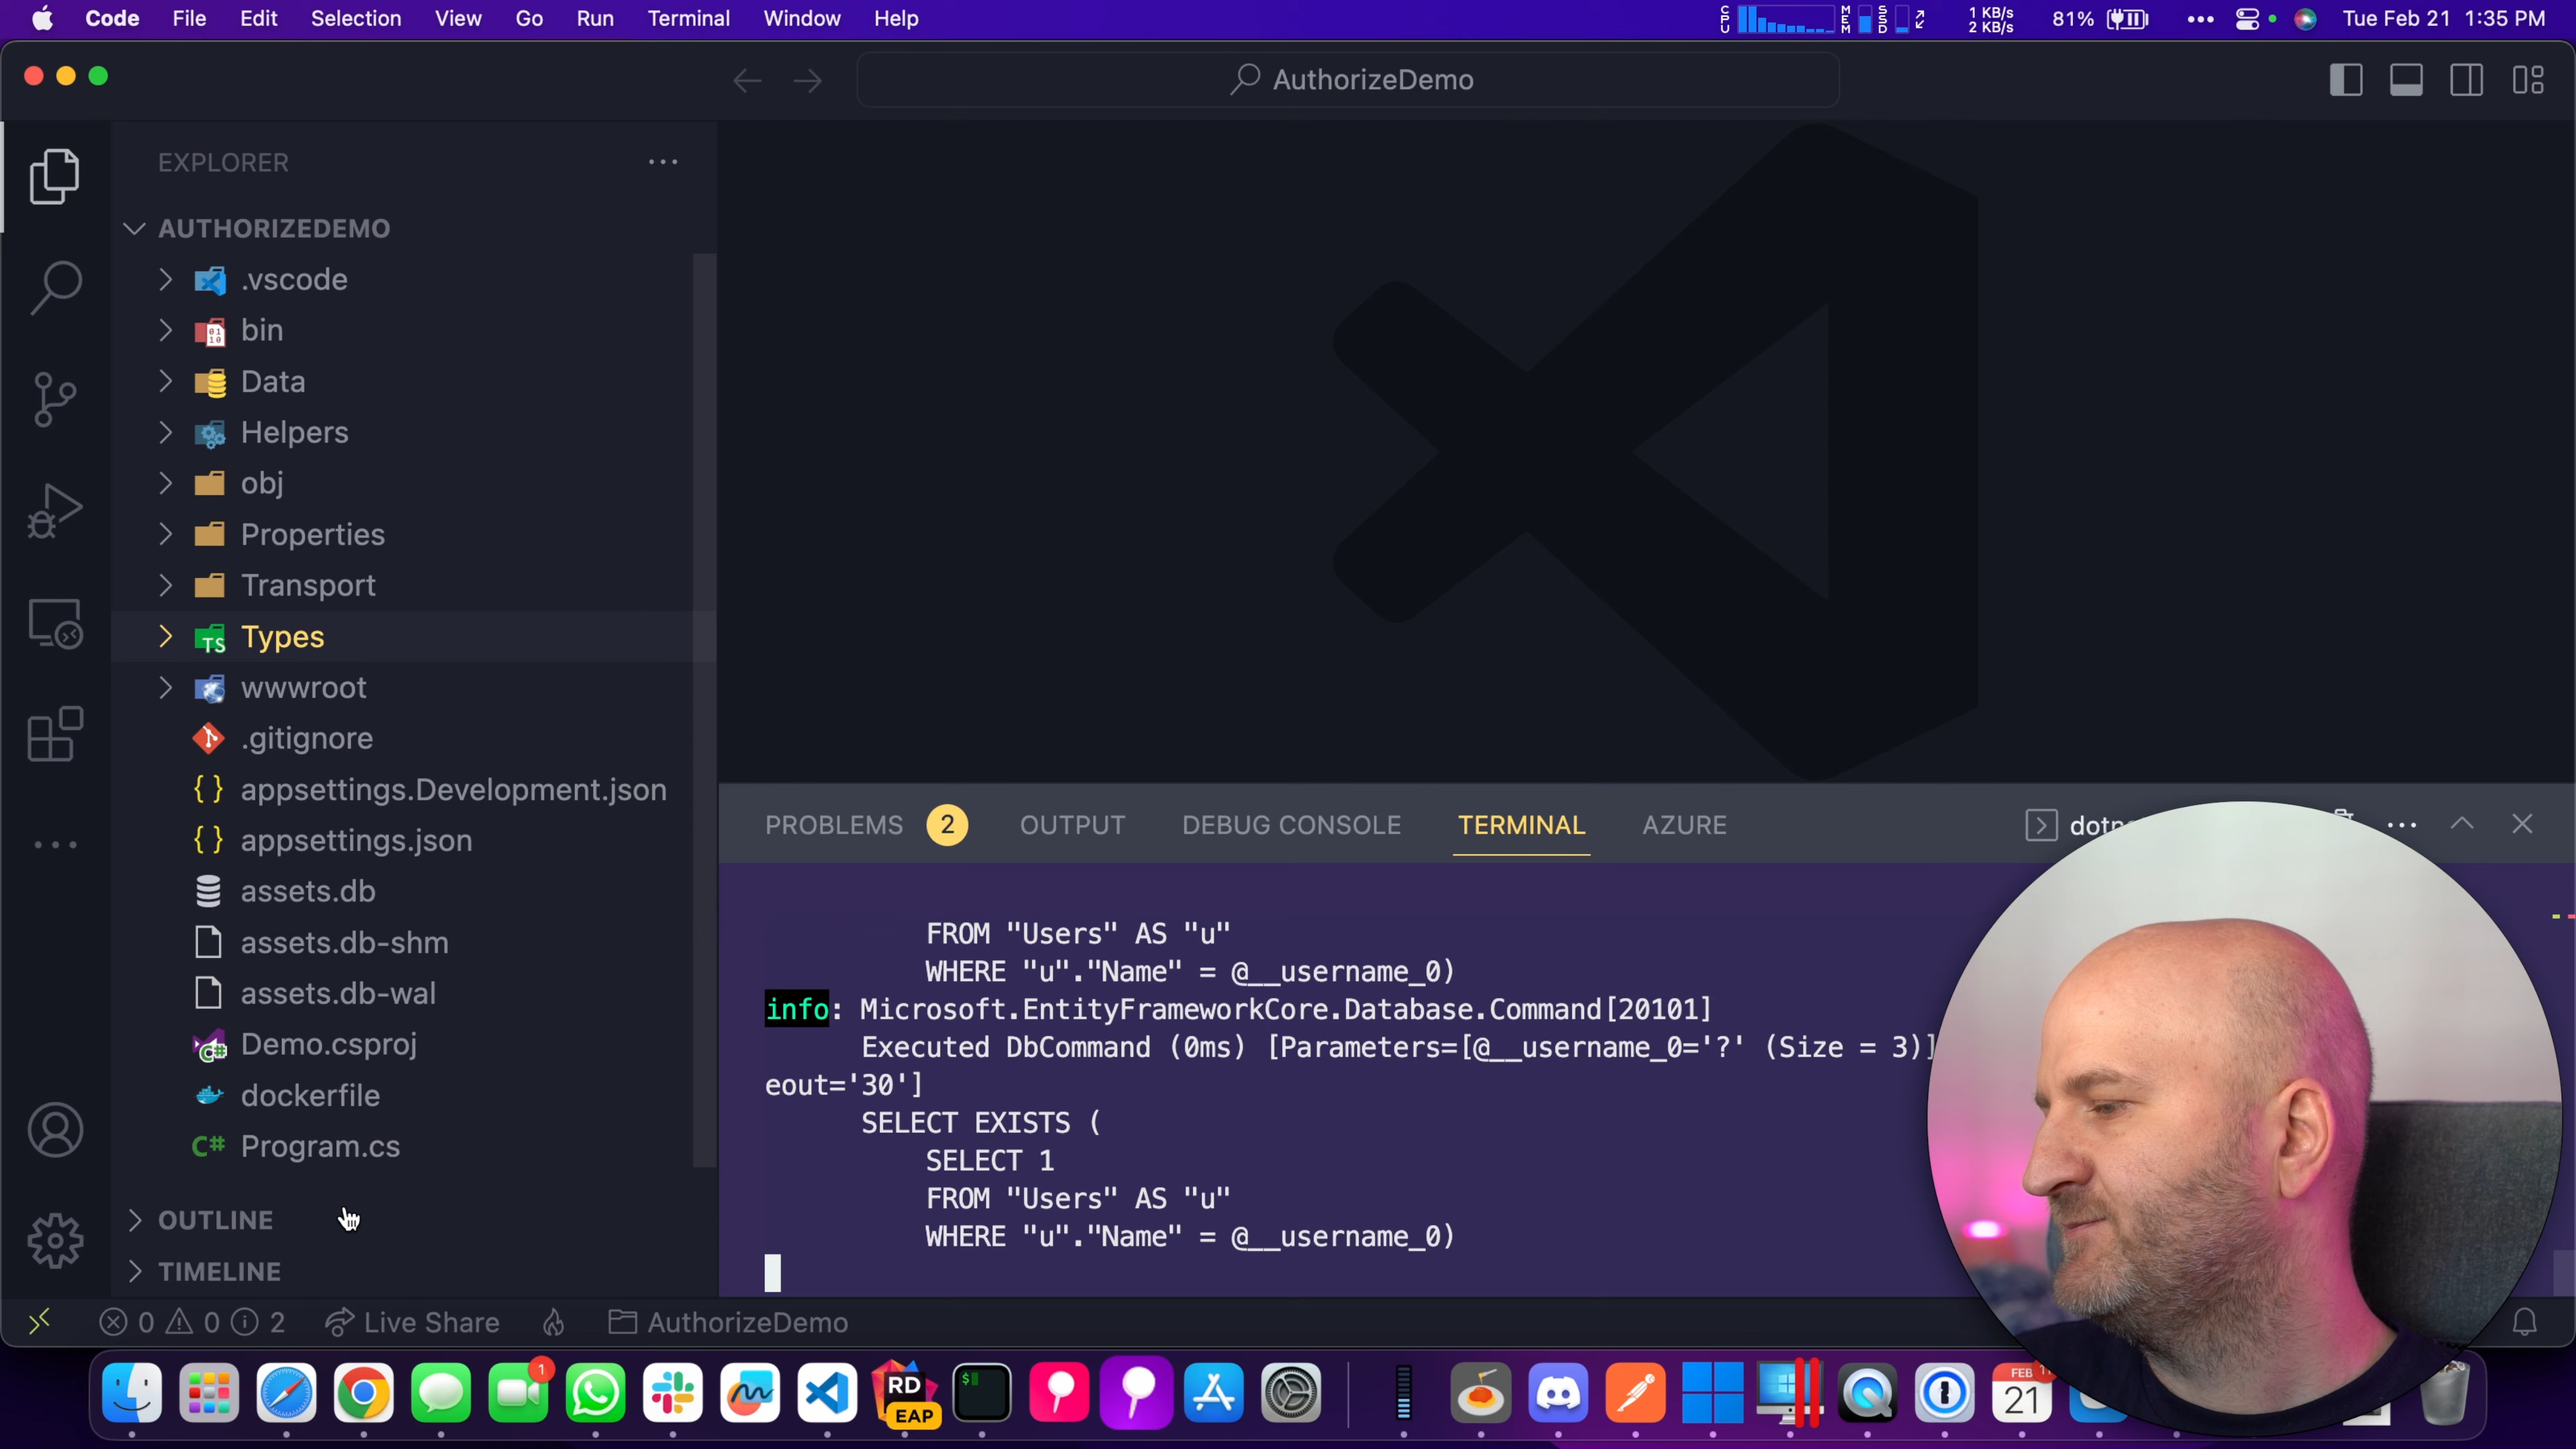 Code File Edit Selection View Go Run Terminal Window Help
CPU MEM SSD 1 KB/s 2 KB/s 81% Tue Feb 21 1:35 PM
AuthorizeDemo
EXPLORER
AUTHORIZEDEMO
.vscode
bin
Data
Helpers
obj
Properties
Transport
TS Types
wwwroot
.gitignore
{ } appsettings.Development.json
{ } appsettings.json
assets.db
assets.db-shm
assets.db-wal
Demo.csproj
dockerfile
C# Program.cs
OUTLINE
TIMELINE
PROBLEMS 2 OUTPUT DEBUG CONSOLE TERMINAL AZURE
FROM "Users" AS "u"
WHERE "u"."Name" = @__username_0)
info: Microsoft.EntityFrameworkCore.Database.Command[20101]
Executed DbCommand (0ms) [Parameters=[@__username_0='?' (Size = 3)]
eout='30']
SELECT EXISTS (
SELECT 1
FROM "Users" AS "u"
WHERE "u"."Name" = @__username_0)
0 0 2 Live Share AuthorizeDemo
1
RD
EAP
$
FEB
21